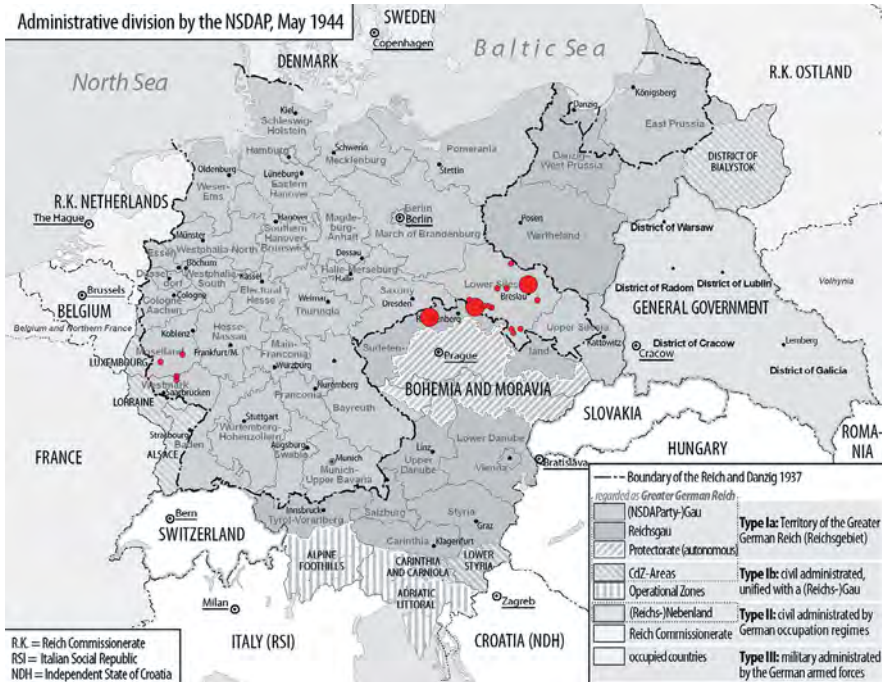 Administrative division by the NSDAP, May 1944
SWEDEN
Copenhagen
Baltic Sea
DENMARK
North Sea
R.K. OSTLAND
Königsberg
Kiel
Danzig
Schleswig-
Holstein
East Prussia
Hamburg
Schwerin
Mecklenburg
Pomerania
Danzig-
West Prussia
DISTRICT OF
BIALYSTOK
Stettin
Oldenburg
Lüneburg
Weser-
Ems
Eastern
Hanover
R.K. NETHERLANDS
Berlin
Berlin
The Hague
Hanover
Magde-
burg-
Anhalt
March of Brandenburg
Posen
Wartheland
District of Warsaw
Münster
Southern
Hanover-
Brunswick
Westphalia-North
Essen
Bochum
Dessau
Düssel-
dorf
Westphalia-
South
Kassel
Halle-Merseburg
Halle
Lower Siles
District of Radom
District of Lublin
Volhynia
Brussels
Cologne
Cologne-
Aachen
Electoral
Hesse
Weimar
Thuringia
Saxony
Dresden
Breslau
GENERAL GOVERNMENT
BELGIUM
Belgium and Northern France
Koblenz
Hesse-
Nassau
Upper Silesia
Kattowitz
District of Cracow
Lemberg
Moselland
Frankfurt/M.
Main-
Franconia
Sudeten-
land
Prague
Cracow
LUXEMBOURG
Würzburg
District of Galicia
Westmark
Saarbrücken
Nuremberg
Franconia
BOHEMIA AND MORAVIA
LORRAINE
Bayreuth
SLOVAKIA
Stuttgart
Württemberg-
Hohenzollern
ROMA-
NIA
Strasbourg
Baden
ALSACE
FRANCE
Augsburg
Swabia
Munich
Munich-
Upper Bavaria
Linz
Upper
Danube
Lower Danube
Vienna
Bratislava
HUNGARY
Bern
SWITZERLAND
Innsbruck
Tyrol-Vorarlberg
Salzburg
Styria
Graz
Carinthia
Klagenfurt
ALPINE
FOOTHILLS
CARINTHIA
AND CARNIOLA
LOWER
STYRIA
ADRIATIC
LITTORAL
Milan
Zagreb
ITALY (RSI)
CROATIA (NDH)
Boundary of the Reich and Danzig 1937
regarded as Greater German Reich
(NSDAParty-)Gau
Reichsgau
Protectorate (autonomous)
Type Ia: Territory of the Greater
German Reich (Reichsgebiet)
CdZ-Areas
Operational Zones
Type Ib: civil administrated,
unified with a (Reichs-)Gau
(Reichs-)Nebenland
Reich Commissionerate
Type II: civil administrated by
German occupation regimes
occupied countries
Type III: military administrated
by the German armed forces
R.K. = Reich Commissionerate
RSI = Italian Social Republic
NDH = Independent State of Croatia